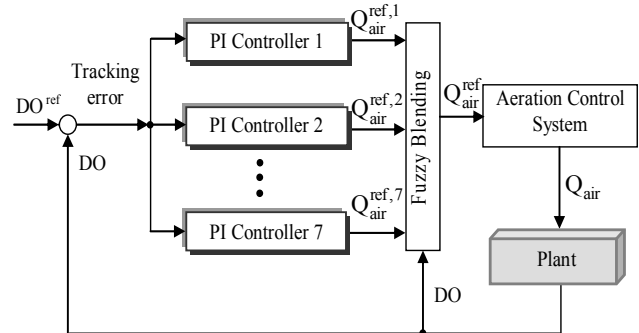 PI Controller 1
Q_air^ref,1
Tracking
error
DO^ref
DO
PI Controller 2
Q_air^ref,2
PI Controller 7
Q_air^ref,7
Fuzzy Blending
Q_air^ref
Aeration Control
System
Q_air
Plant
DO